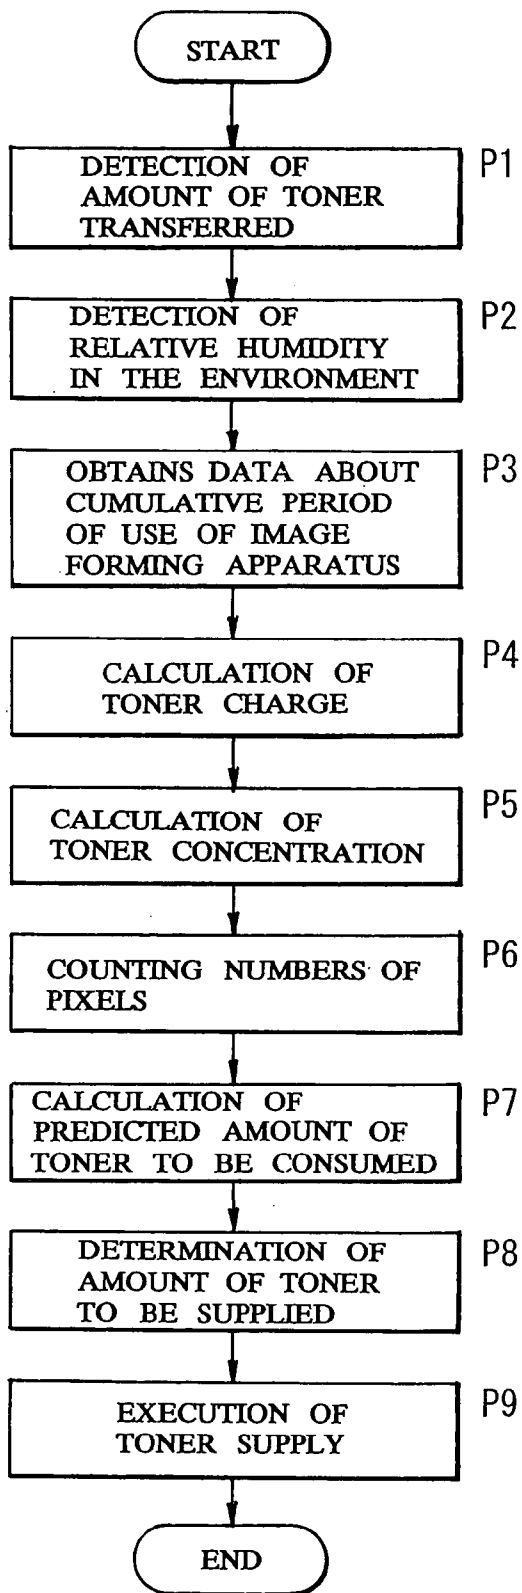 START
P1
DETECTION OF
AMOUNT OF TONER
TRANSFERRED
P2
DETECTION OF
RELATIVE HUMIDITY
IN THE ENVIRONMENT
P3
OBTAINS DATA ABOUT
CUMULATIVE PERIOD
OF USE OF IMAGE
FORMING APPARATUS
P4
CALCULATION OF
TONER CHARGE
P5
CALCULATION OF
TONER CONCENTRATION
P6
COUNTING NUMBERS OF
PIXELS
P7
CALCULATION OF
PREDICTED AMOUNT OF
TONER TO BE CONSUMED
P8
DETERMINATION OF
AMOUNT OF TONER
TO BE SUPPLIED
P9
EXECUTION OF
TONER SUPPLY
END